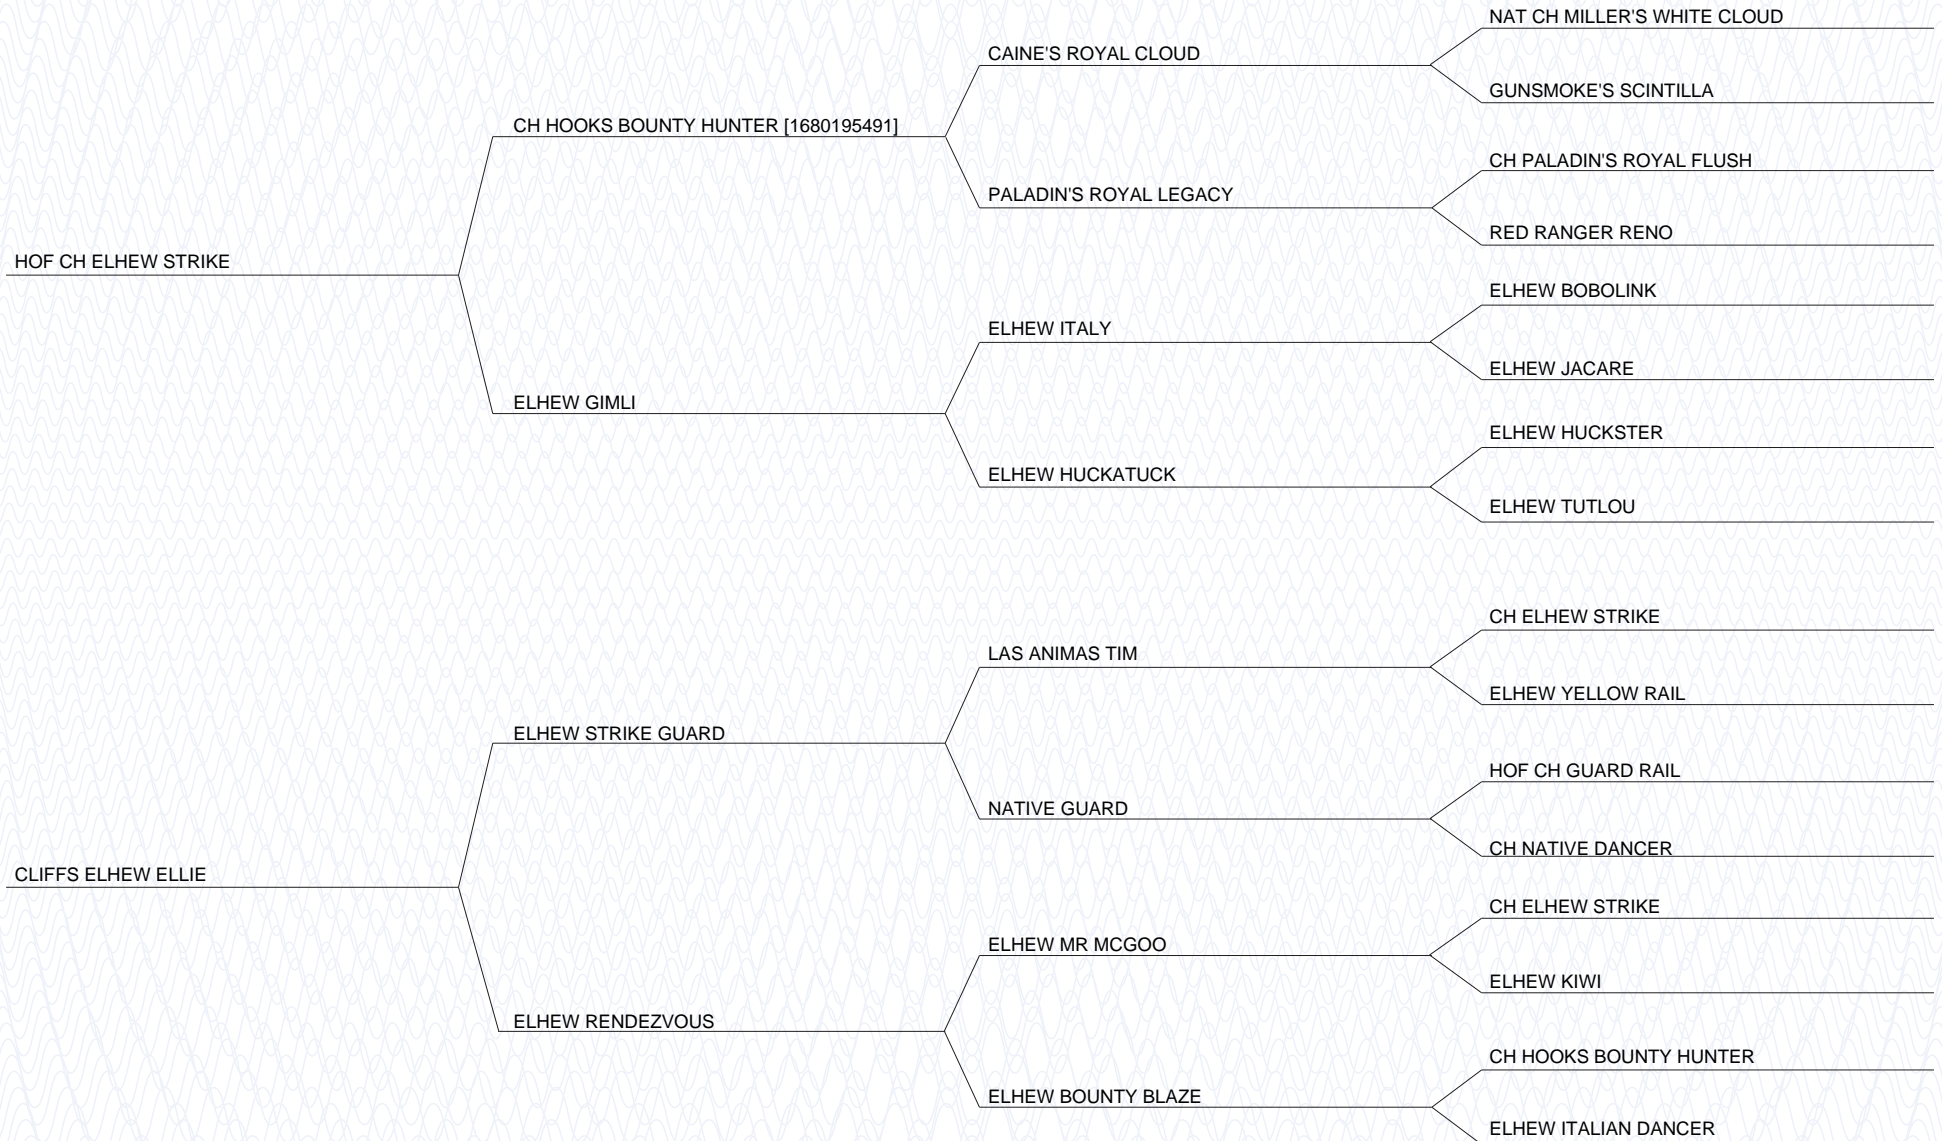 NAT CH MILLER'S WHITE CLOUD
CAINE'S ROYAL CLOUD
GUNSMOKE'S SCINTILLA
CH HOOKS BOUNTY HUNTER [1680195491]
CH PALADIN'S ROYAL FLUSH
PALADIN'S ROYAL LEGACY
RED RANGER RENO
HOF CH ELHEW STRIKE
ELHEW BOBOLINK
ELHEW ITALY
ELHEW JACARE
ELHEW GIMLI
ELHEW HUCKSTER
ELHEW HUCKATUCK
ELHEW TUTLOU
CH ELHEW STRIKE
LAS ANIMAS TIM
ELHEW YELLOW RAIL
ELHEW STRIKE GUARD
HOF CH GUARD RAIL
NATIVE GUARD
CH NATIVE DANCER
CLIFFS ELHEW ELLIE
CH ELHEW STRIKE
ELHEW MR MCGOO
ELHEW KIWI
ELHEW RENDEZVOUS
CH HOOKS BOUNTY HUNTER
ELHEW BOUNTY BLAZE
ELHEW ITALIAN DANCER